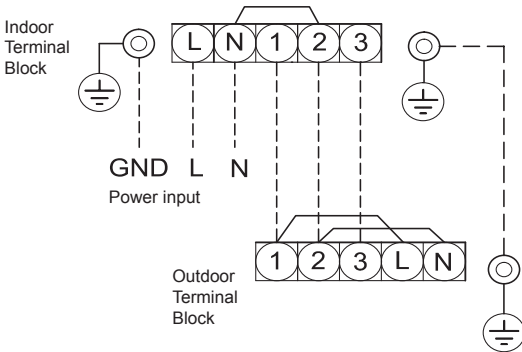 Indoor
Terminal
Block
L N 1 2 3
GND L N
Power input
1 2 3 L N
Outdoor
Terminal
Block